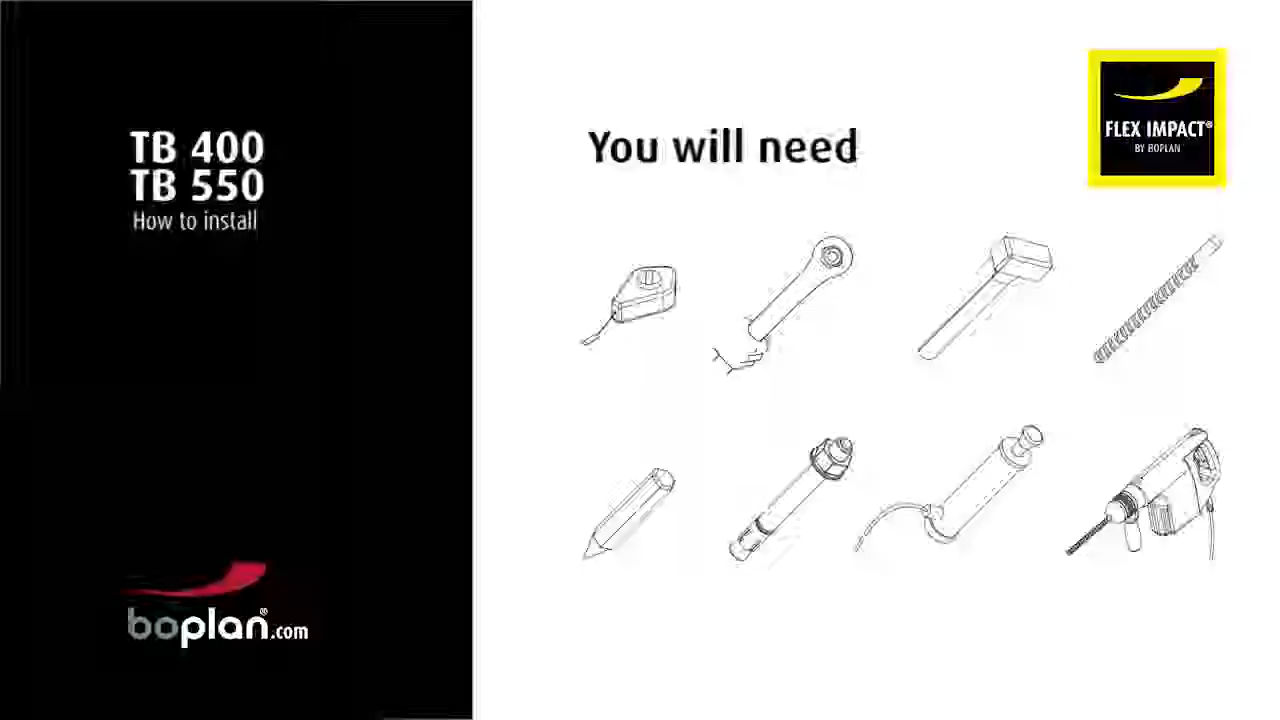 TB 400
TB 550
How to install
boplan®.com
You will need
FLEX IMPACT®
BY BOPLAN